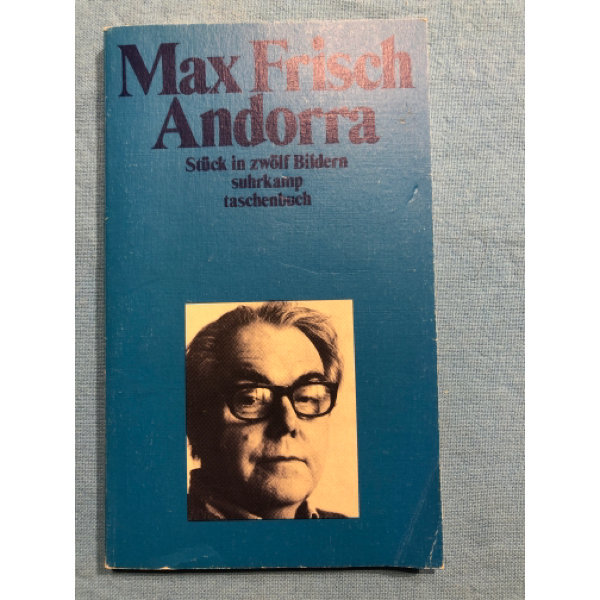 Max Frisch
Andorra
Stück in zwölf Bildern
suhrkamp
taschenbuch